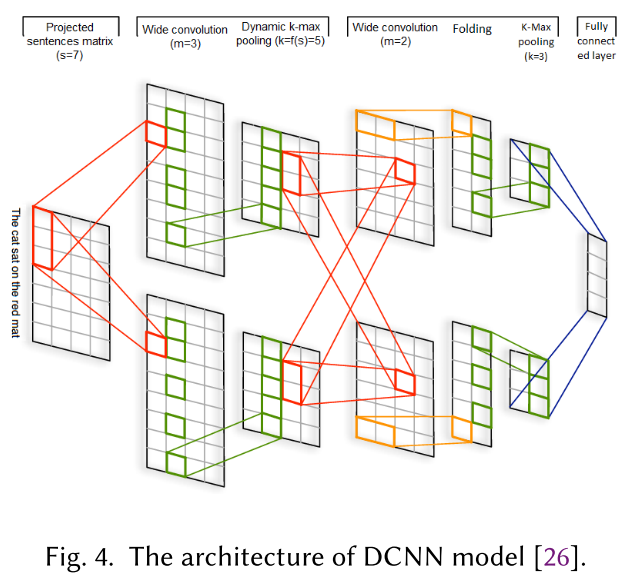 Projected
sentences matrix
(s=7)
Wide convolution
(m=3)
Dynamic k-max
pooling (k=f(s)=5)
Wide convolution
(m=2)
Folding
K-Max
pooling
(k=3)
Fully
connect
ed layer
The cat sat on the red mat
Fig. 4. The architecture of DCNN model [26].